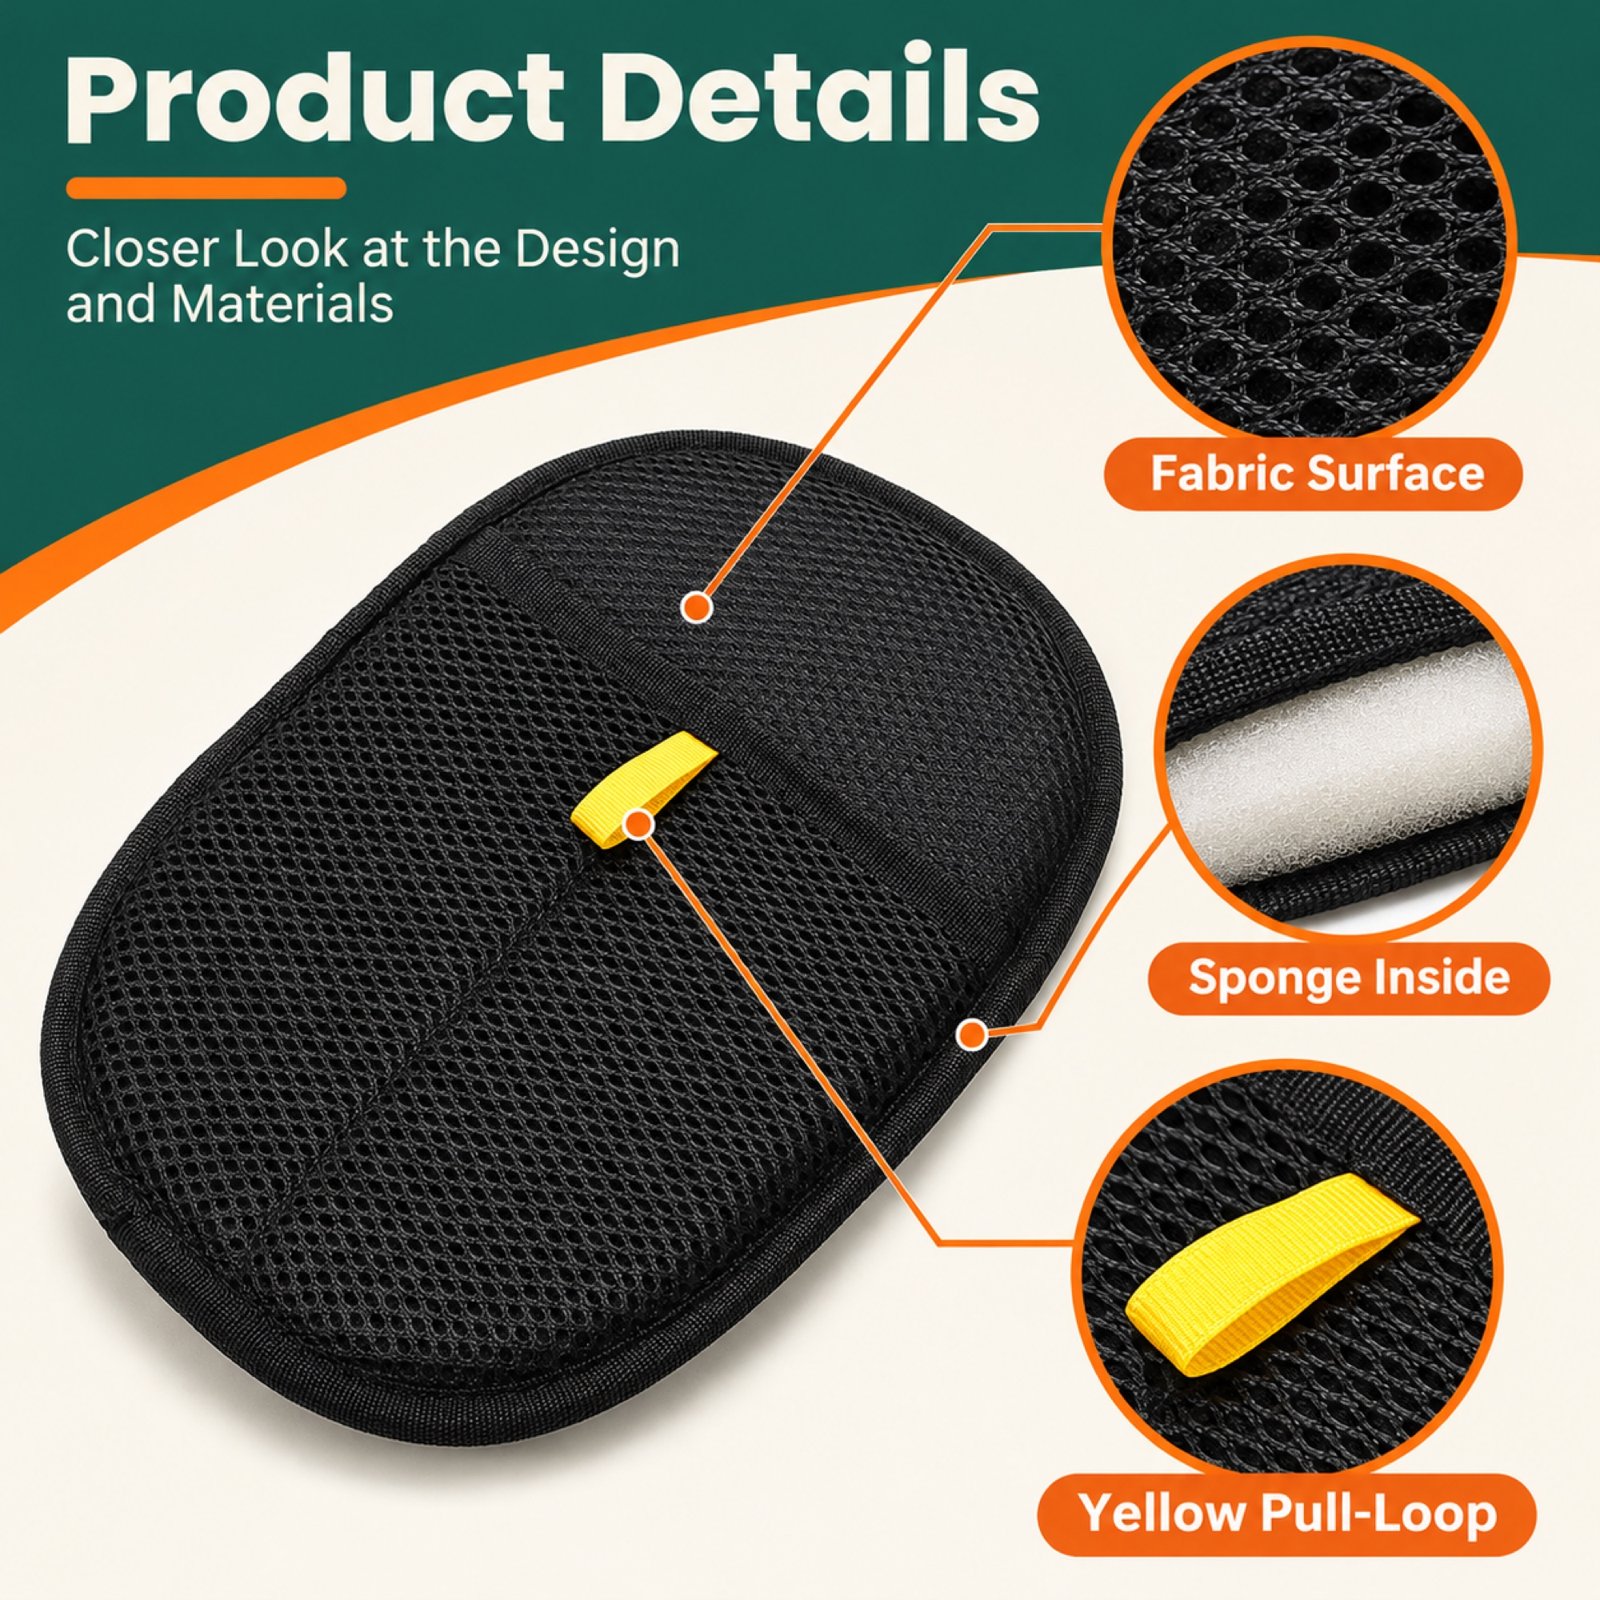 Product Details
Closer Look at the Design
and Materials
Fabric Surface
Sponge Inside
Yellow Pull-Loop